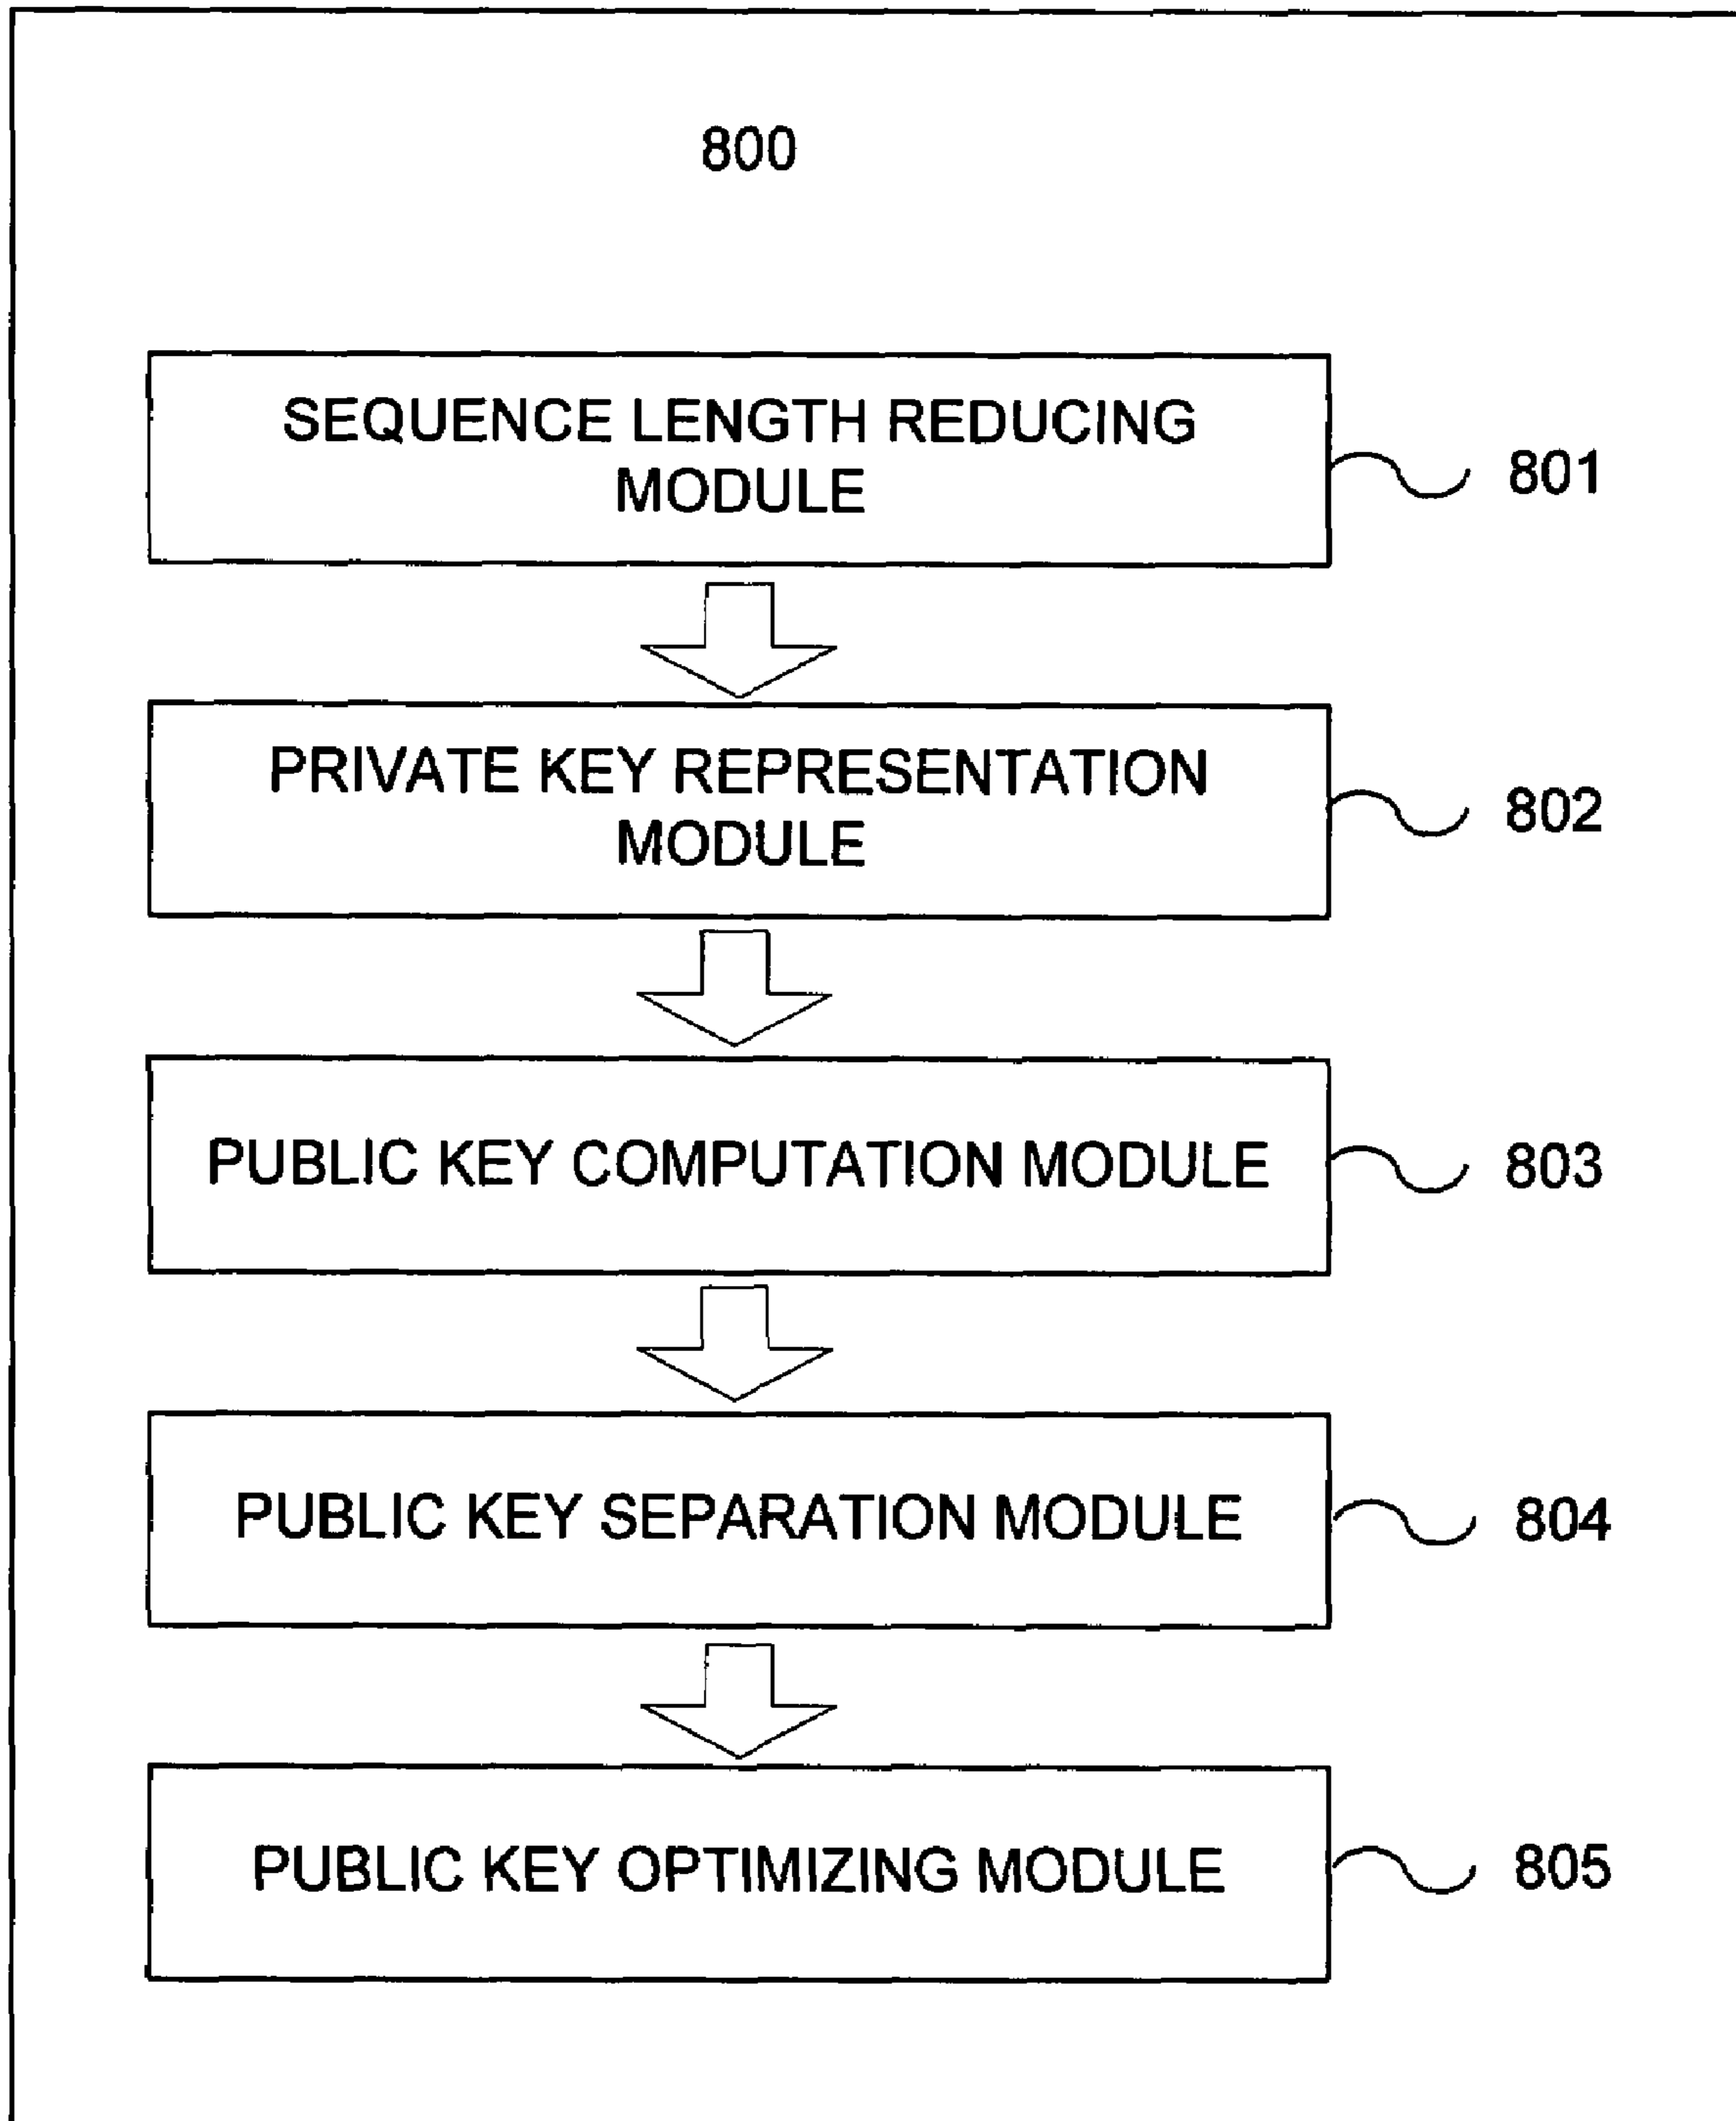 800
SEQUENCE LENGTH REDUCING
MODULE
801
PRIVATE KEY REPRESENTATION
MODULE
802
PUBLIC KEY COMPUTATION MODULE
803
PUBLIC KEY SEPARATION MODULE
804
PUBLIC KEY OPTIMIZING MODULE
805